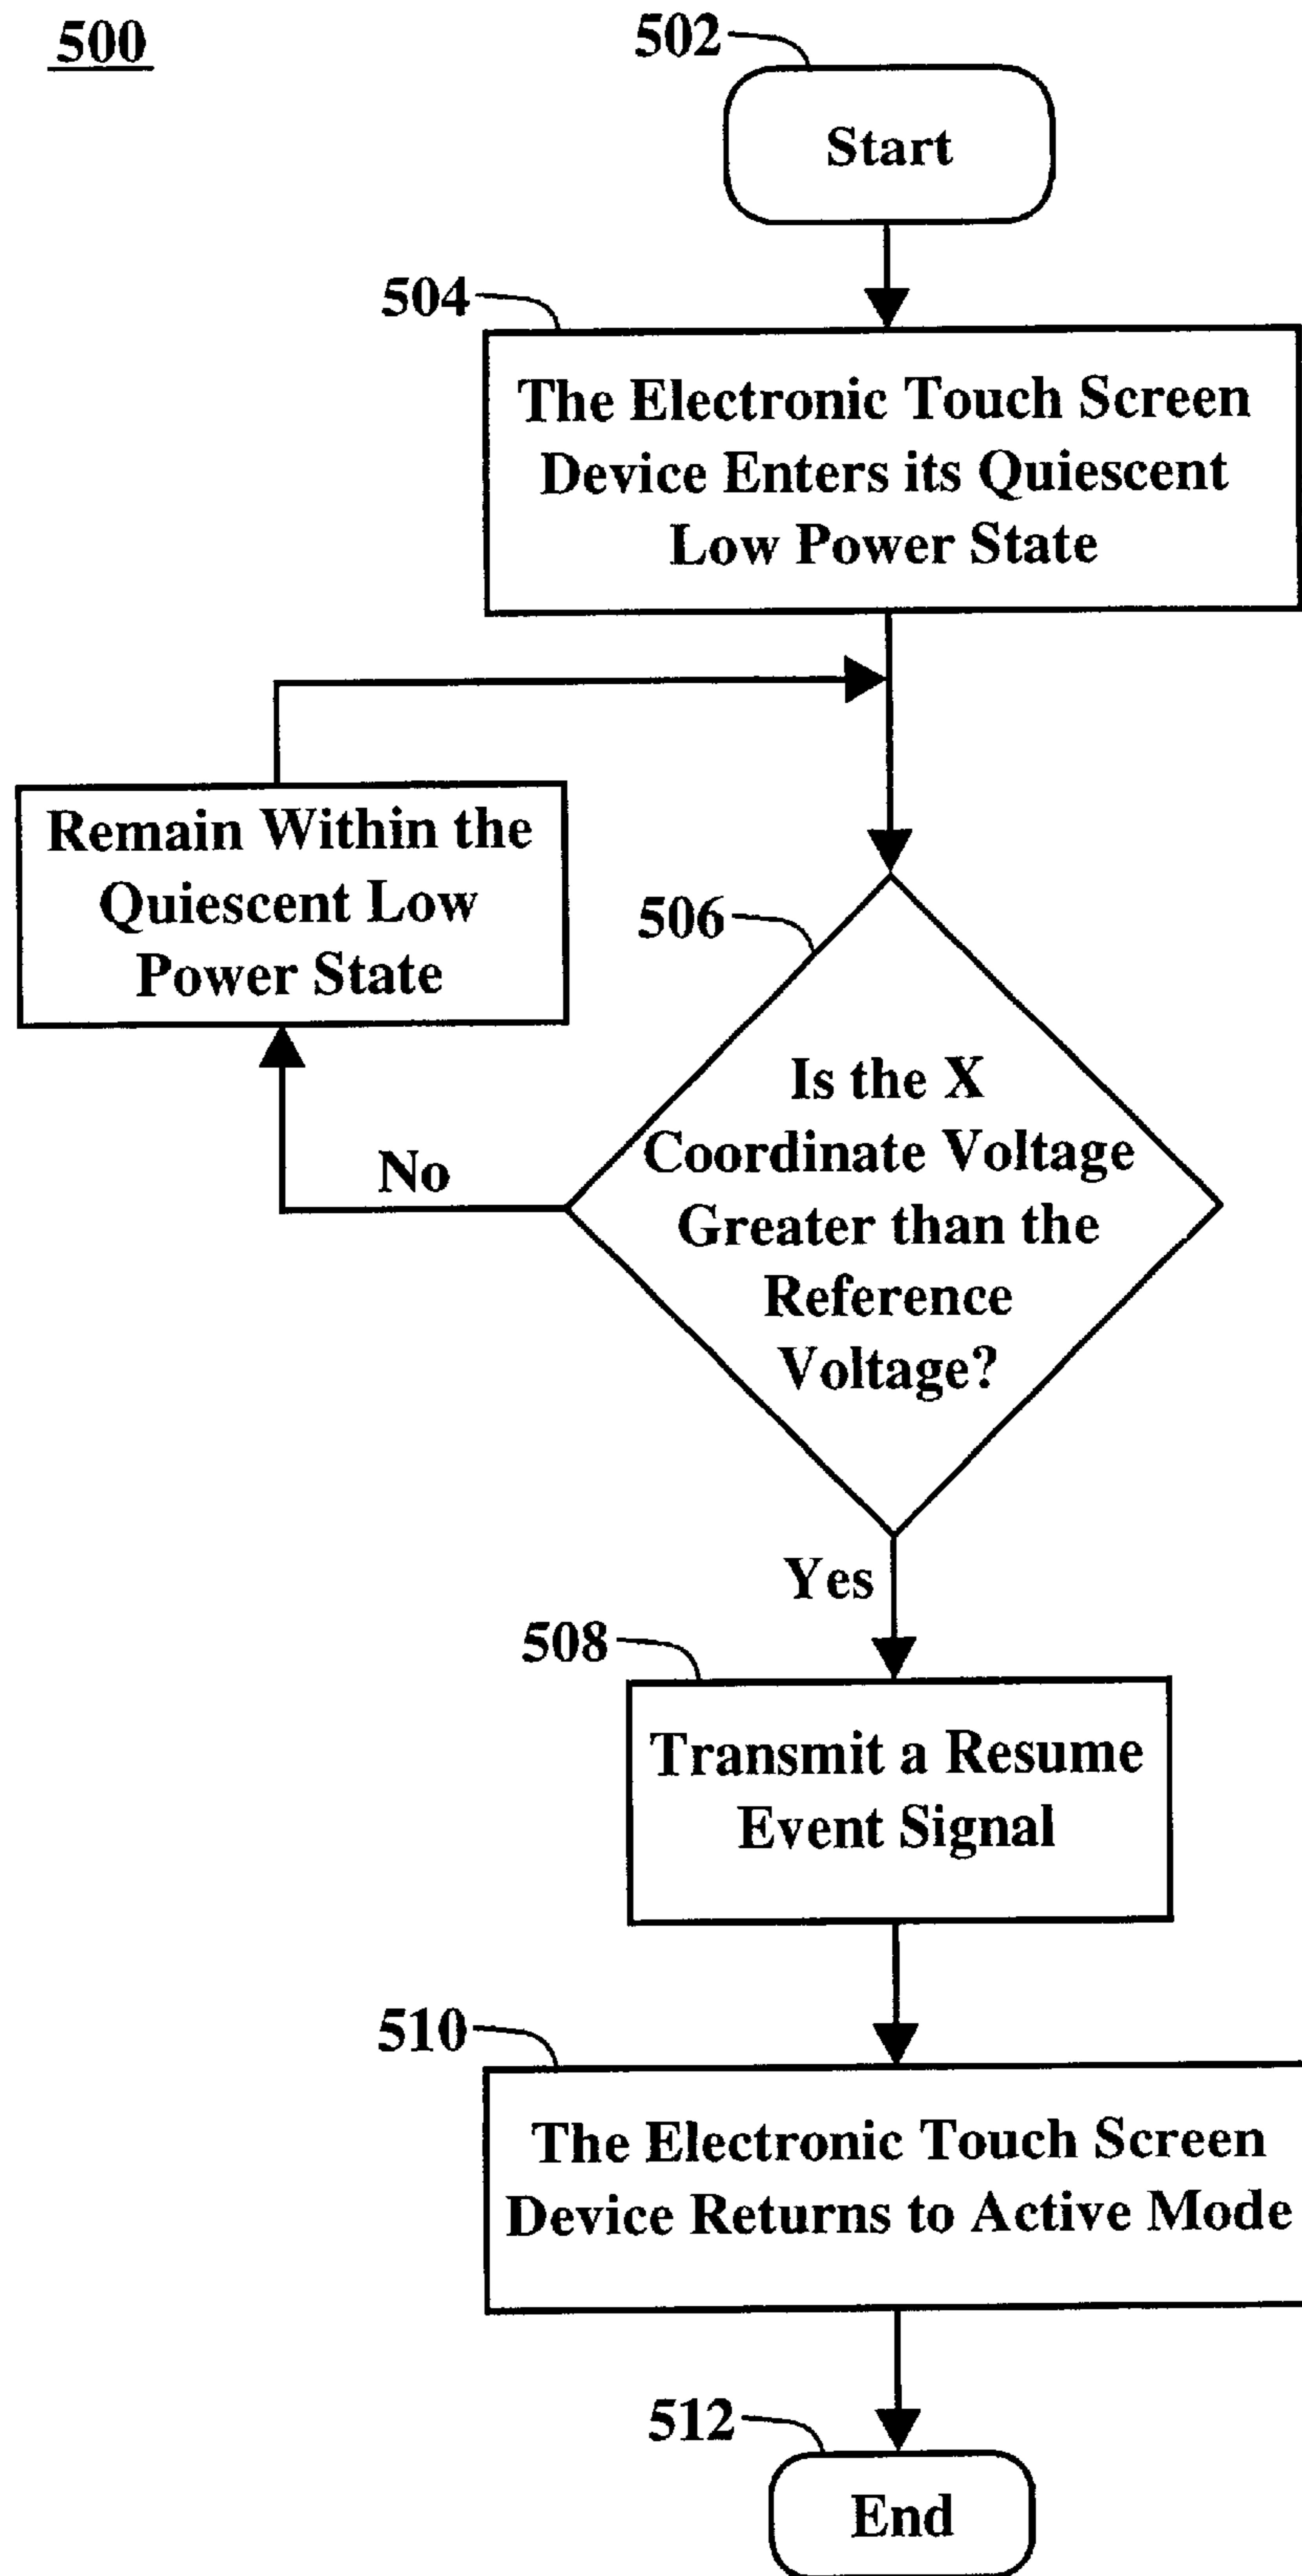 500
502
Start
504
The Electronic Touch Screen
Device Enters its Quiescent
Low Power State
Remain Within the
Quiescent Low
Power State
506
Is the X
Coordinate Voltage
Greater than the
Reference
Voltage?
No
Yes
508
Transmit a Resume
Event Signal
510
The Electronic Touch Screen
Device Returns to Active Mode
512
End